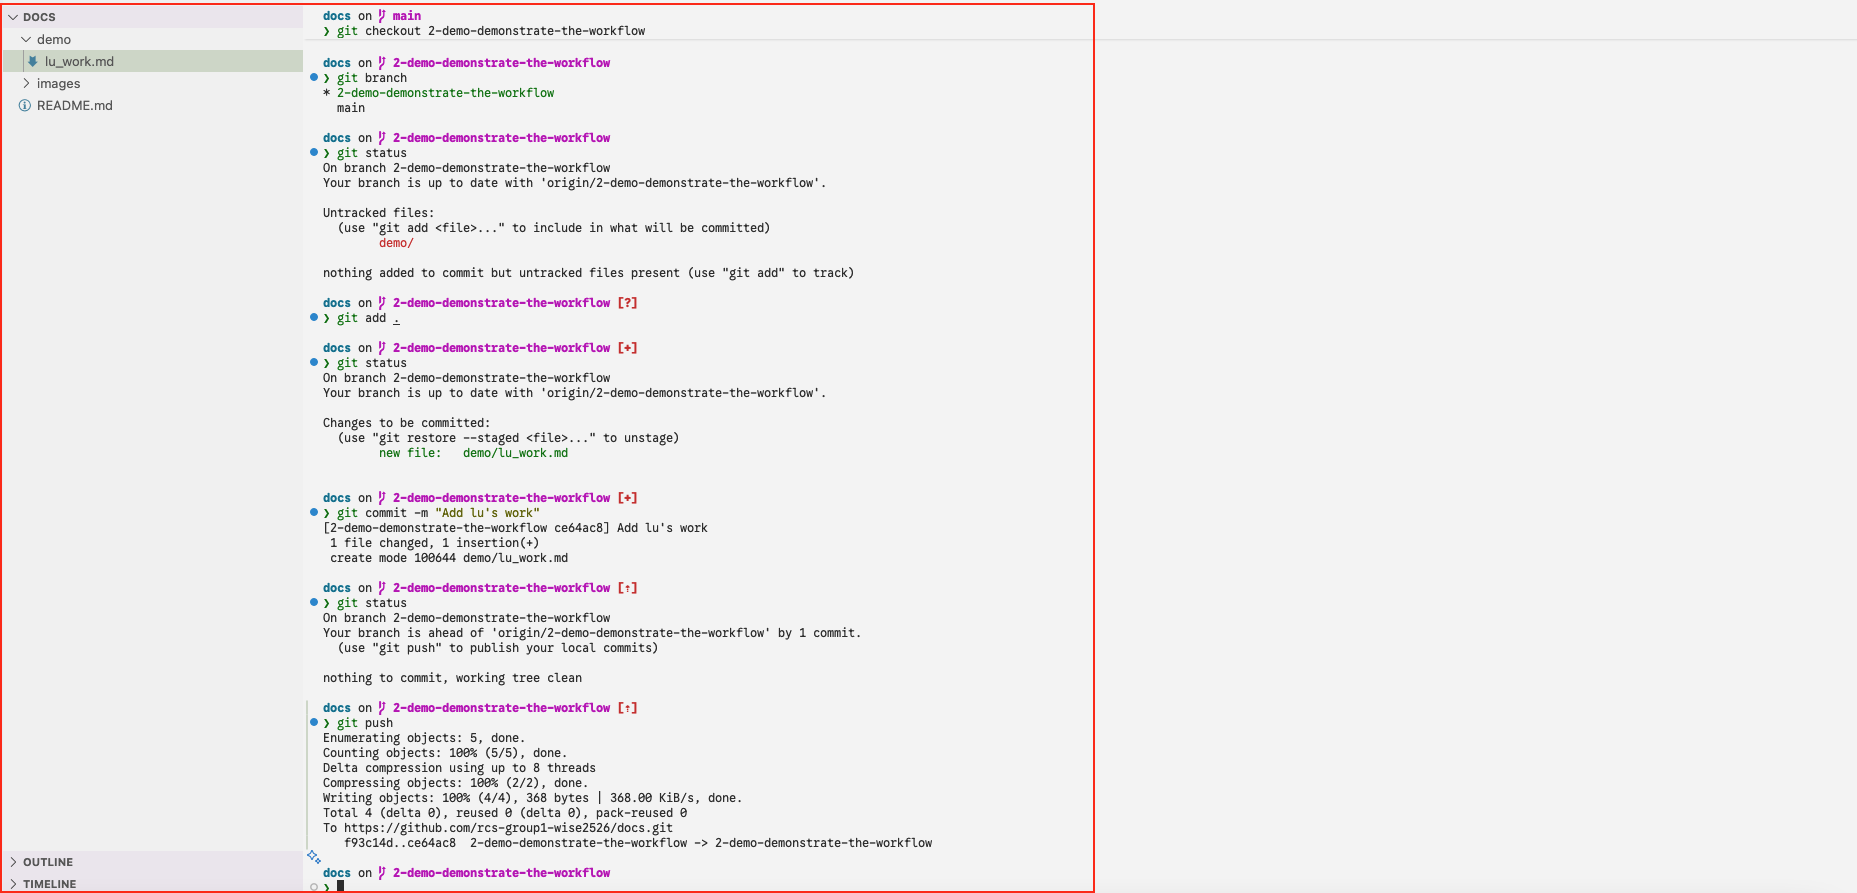 DOCS
demo
lu_work.md
images
README.md
OUTLINE
TIMELINE
docs on main
❯ git checkout 2-demo-demonstrate-the-workflow
docs on 2-demo-demonstrate-the-workflow
❯ git branch
* 2-demo-demonstrate-the-workflow
main
docs on 2-demo-demonstrate-the-workflow
❯ git status
On branch 2-demo-demonstrate-the-workflow
Your branch is up to date with 'origin/2-demo-demonstrate-the-workflow'.
Untracked files:
(use "git add <file>..." to include in what will be committed)
demo/
nothing added to commit but untracked files present (use "git add" to track)
docs on 2-demo-demonstrate-the-workflow [?]
❯ git add .
docs on 2-demo-demonstrate-the-workflow [+]
❯ git status
On branch 2-demo-demonstrate-the-workflow
Your branch is up to date with 'origin/2-demo-demonstrate-the-workflow'.
Changes to be committed:
(use "git restore --staged <file>..." to unstage)
new file: demo/lu_work.md
docs on 2-demo-demonstrate-the-workflow [+]
❯ git commit -m "Add lu's work"
[2-demo-demonstrate-the-workflow ce64ac8] Add lu's work
1 file changed, 1 insertion(+)
create mode 100644 demo/lu_work.md
docs on 2-demo-demonstrate-the-workflow [↑]
❯ git status
On branch 2-demo-demonstrate-the-workflow
Your branch is ahead of 'origin/2-demo-demonstrate-the-workflow' by 1 commit.
(use "git push" to publish your local commits)
nothing to commit, working tree clean
docs on 2-demo-demonstrate-the-workflow [↑]
❯ git push
Enumerating objects: 5, done.
Counting objects: 100% (5/5), done.
Delta compression using up to 8 threads
Compressing objects: 100% (2/2), done.
Writing objects: 100% (4/4), 368 bytes | 368.00 KiB/s, done.
Total 4 (delta 0), reused 0 (delta 0), pack-reused 0
To https://github.com/rcs-group1-wise2526/docs.git
f93c14d..ce64ac8 2-demo-demonstrate-the-workflow -> 2-demo-demonstrate-the-workflow
docs on 2-demo-demonstrate-the-workflow
❯